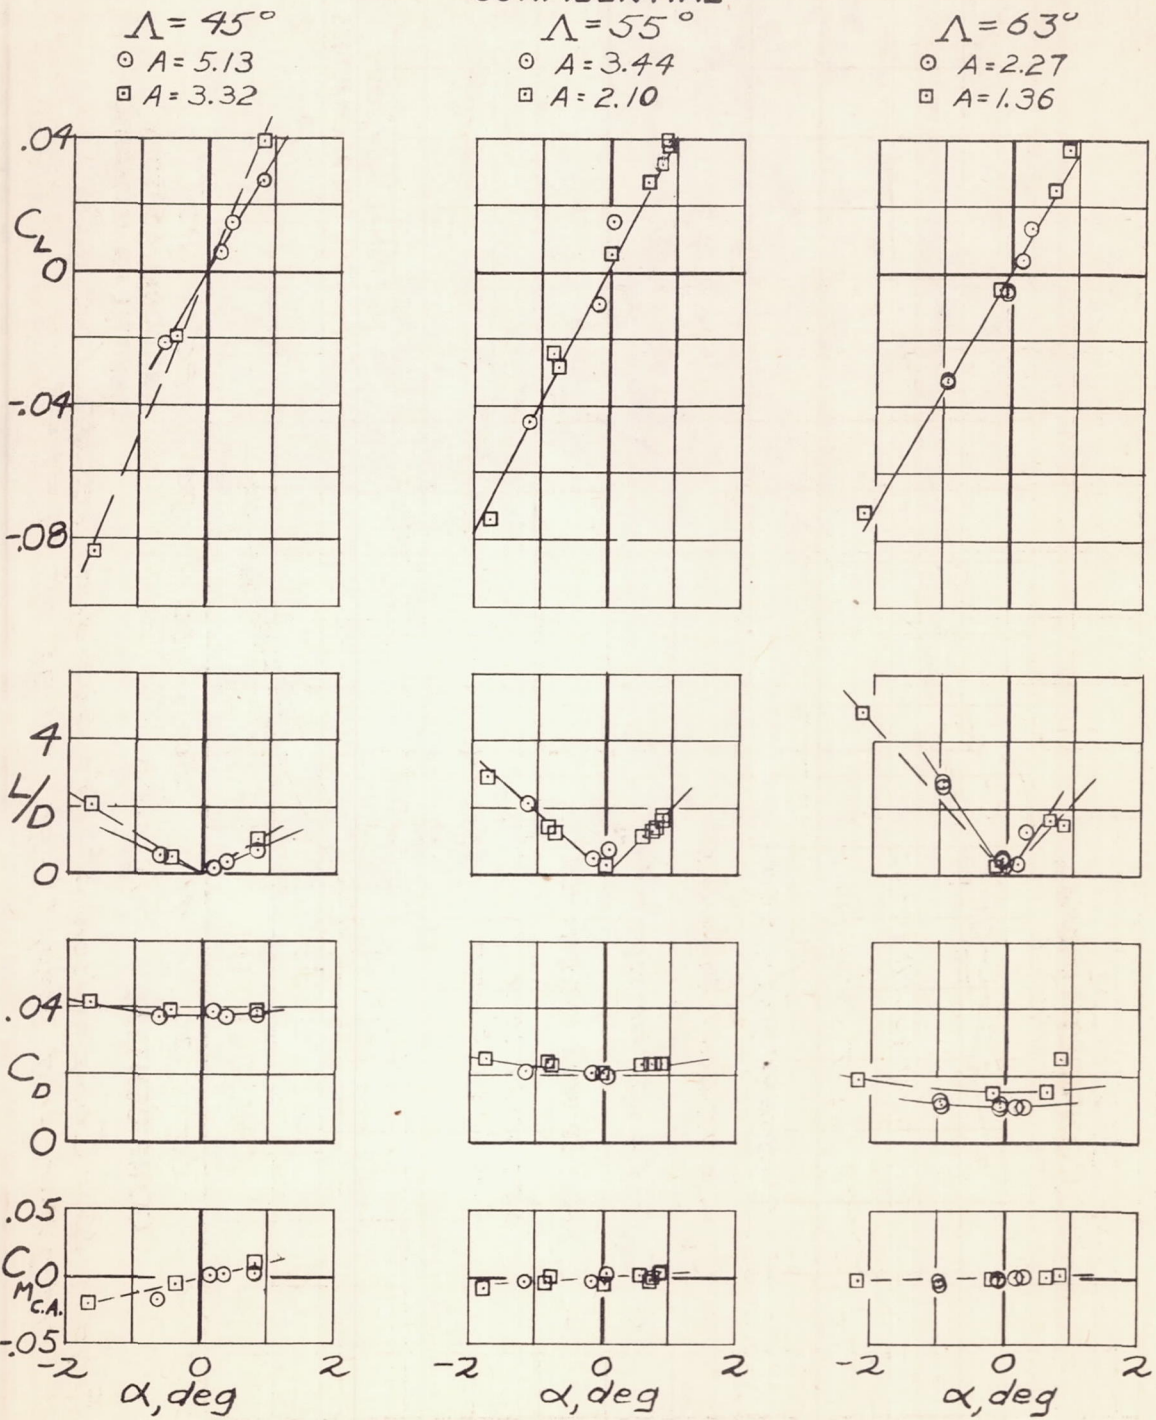 Λ = 45° Λ = 55° Λ = 63°
⊙ A = 5.13 ⊙ A = 3.44 ⊙ A = 2.27
⊡ A = 3.32 ⊡ A = 2.10 ⊡ A = 1.36
.04
C_L
0
-.04
-.08
4
L/D
0
.04
C_D
0
.05
C_M C.A.
0
-.05
-2 0 2 -2 0 2 -2 0 2
α, deg α, deg α, deg